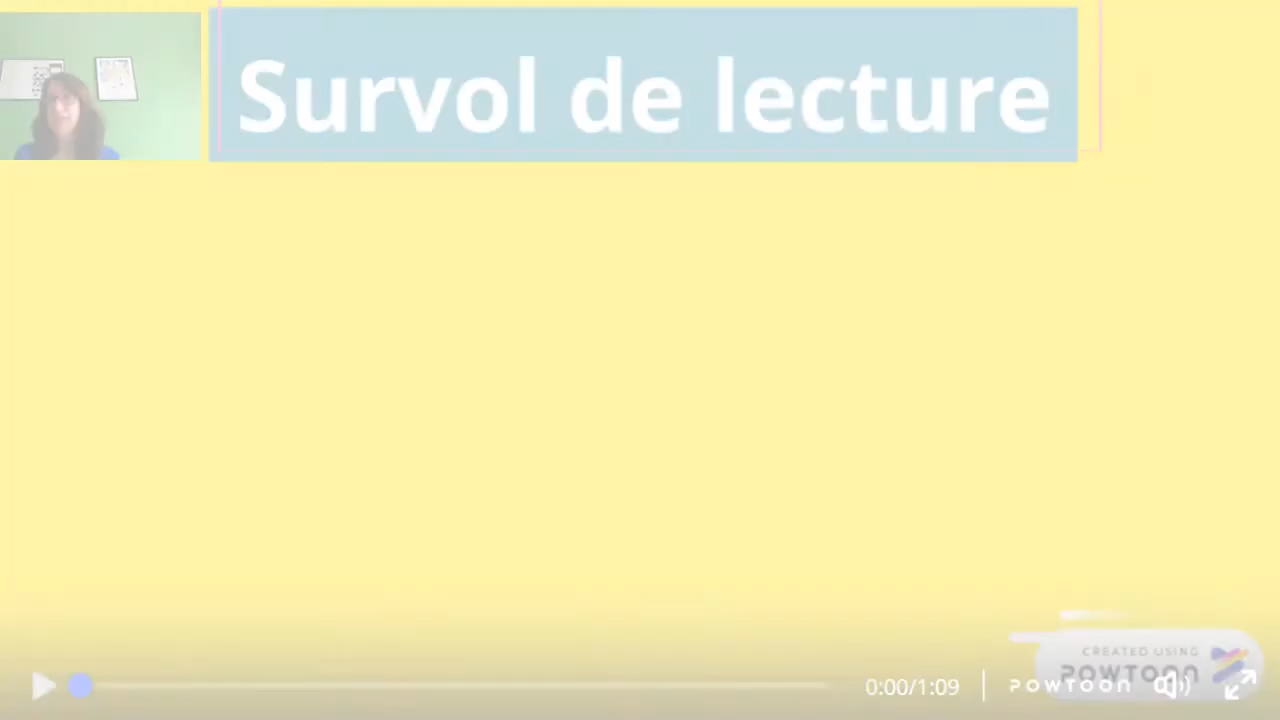 Survol de lecture
CREATED USING
POWTOON
0:00/1:09
POWTOON